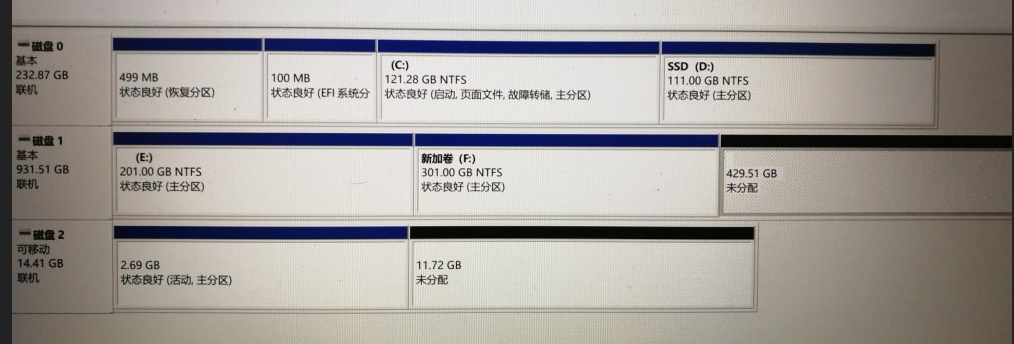 磁盘 0
基本
232.87 GB
联机
499 MB
状态良好 (恢复分区)
100 MB
状态良好 (EFI 系统分
(C:)
121.28 GB NTFS
状态良好 (启动, 页面文件, 故障转储, 主分区)
SSD (D:)
111.00 GB NTFS
状态良好 (主分区)
磁盘 1
基本
931.51 GB
联机
(E:)
201.00 GB NTFS
状态良好 (主分区)
新加卷 (F:)
301.00 GB NTFS
状态良好 (主分区)
429.51 GB
未分配
磁盘 2
可移动
14.41 GB
联机
2.69 GB
状态良好 (活动, 主分区)
11.72 GB
未分配